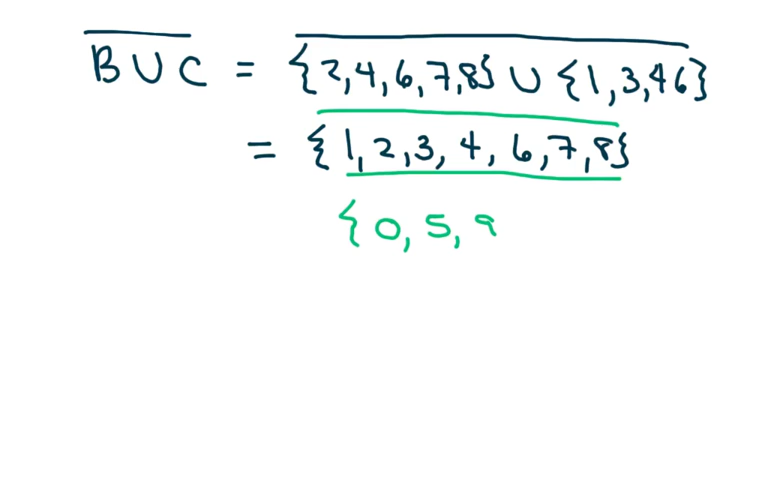 B ∪ C = {2,4,6,7,8} ∪ {1,3,4 6}
= {1,2,3,4,6,7,8}
{0,5,9